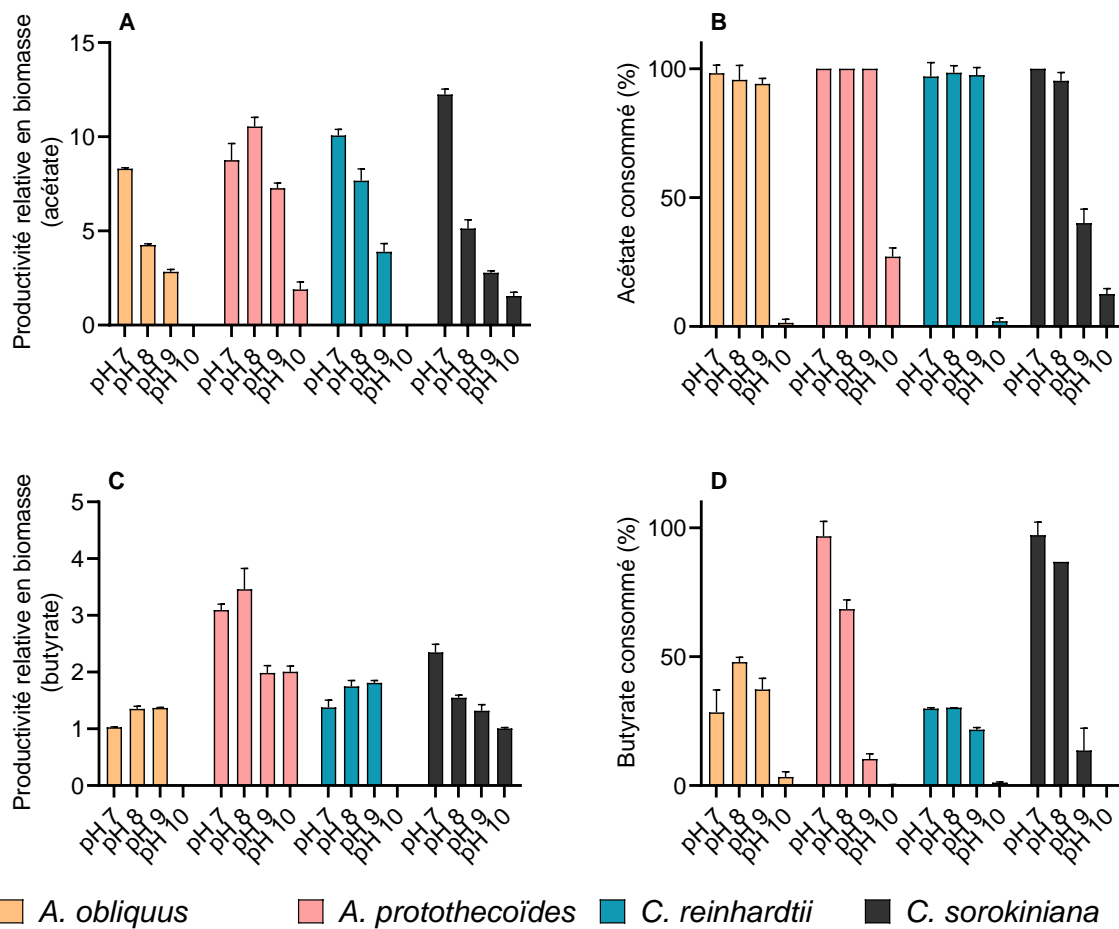 A
Productivité relative en biomasse
(acétate)
15
10
5
0
pH 7
pH 8
pH 9
pH 10
pH 7
pH 8
pH 9
pH 10
pH 7
pH 8
pH 9
pH 10
pH 7
pH 8
pH 9
pH 10
B
Acétate consommé (%)
100
50
0
pH 7
pH 8
pH 9
pH 10
pH 7
pH 8
pH 9
pH 10
pH 7
pH 8
pH 9
pH 10
pH 7
pH 8
pH 9
pH 10
C
Productivité relative en biomasse
(butyrate)
5
4
3
2
1
0
pH 7
pH 8
pH 9
pH 10
pH 7
pH 8
pH 9
pH 10
pH 7
pH 8
pH 9
pH 10
pH 7
pH 8
pH 9
pH 10
D
Butyrate consommé (%)
100
50
0
pH 7
pH 8
pH 9
pH 10
pH 7
pH 8
pH 9
pH 10
pH 7
pH 8
pH 9
pH 10
pH 7
pH 8
pH 9
pH 10
A. obliquus A. protothecoïdes C. reinhardtii C. sorokiniana